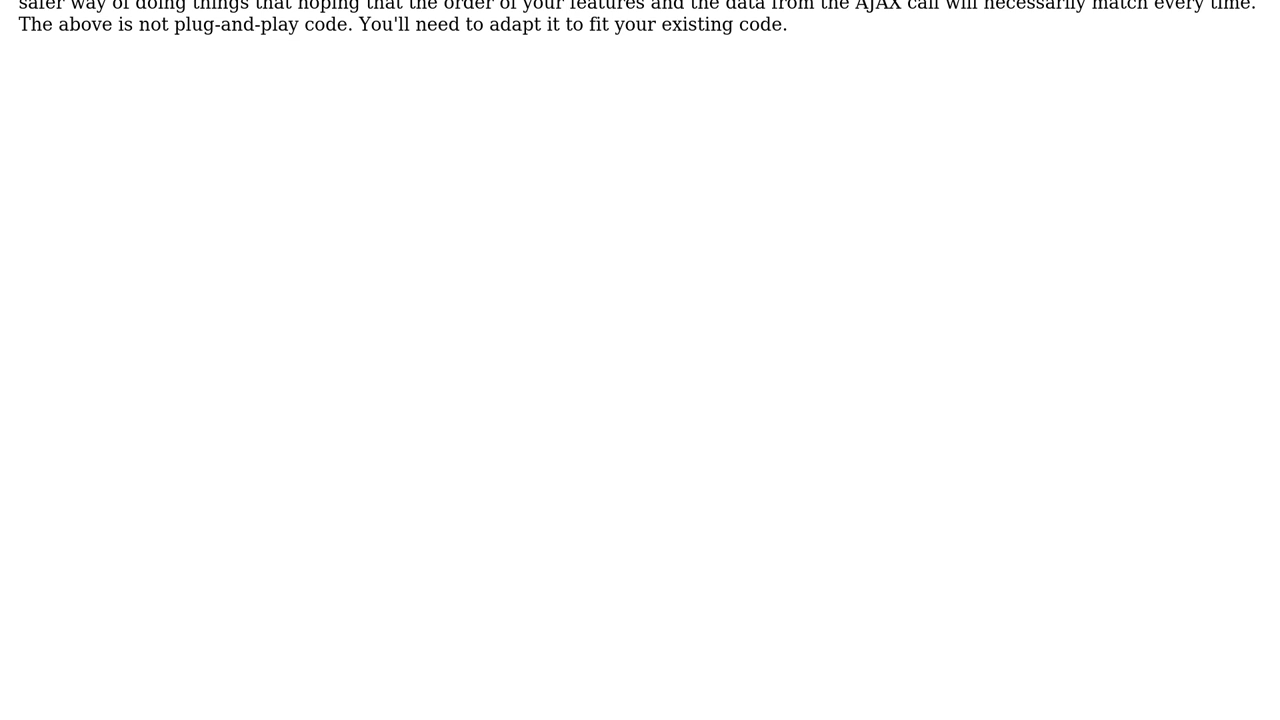 safer way of doing things that hoping that the order of your features and the data from the AJAX call will necessarily match every time.
The above is not plug-and-play code. You'll need to adapt it to fit your existing code.